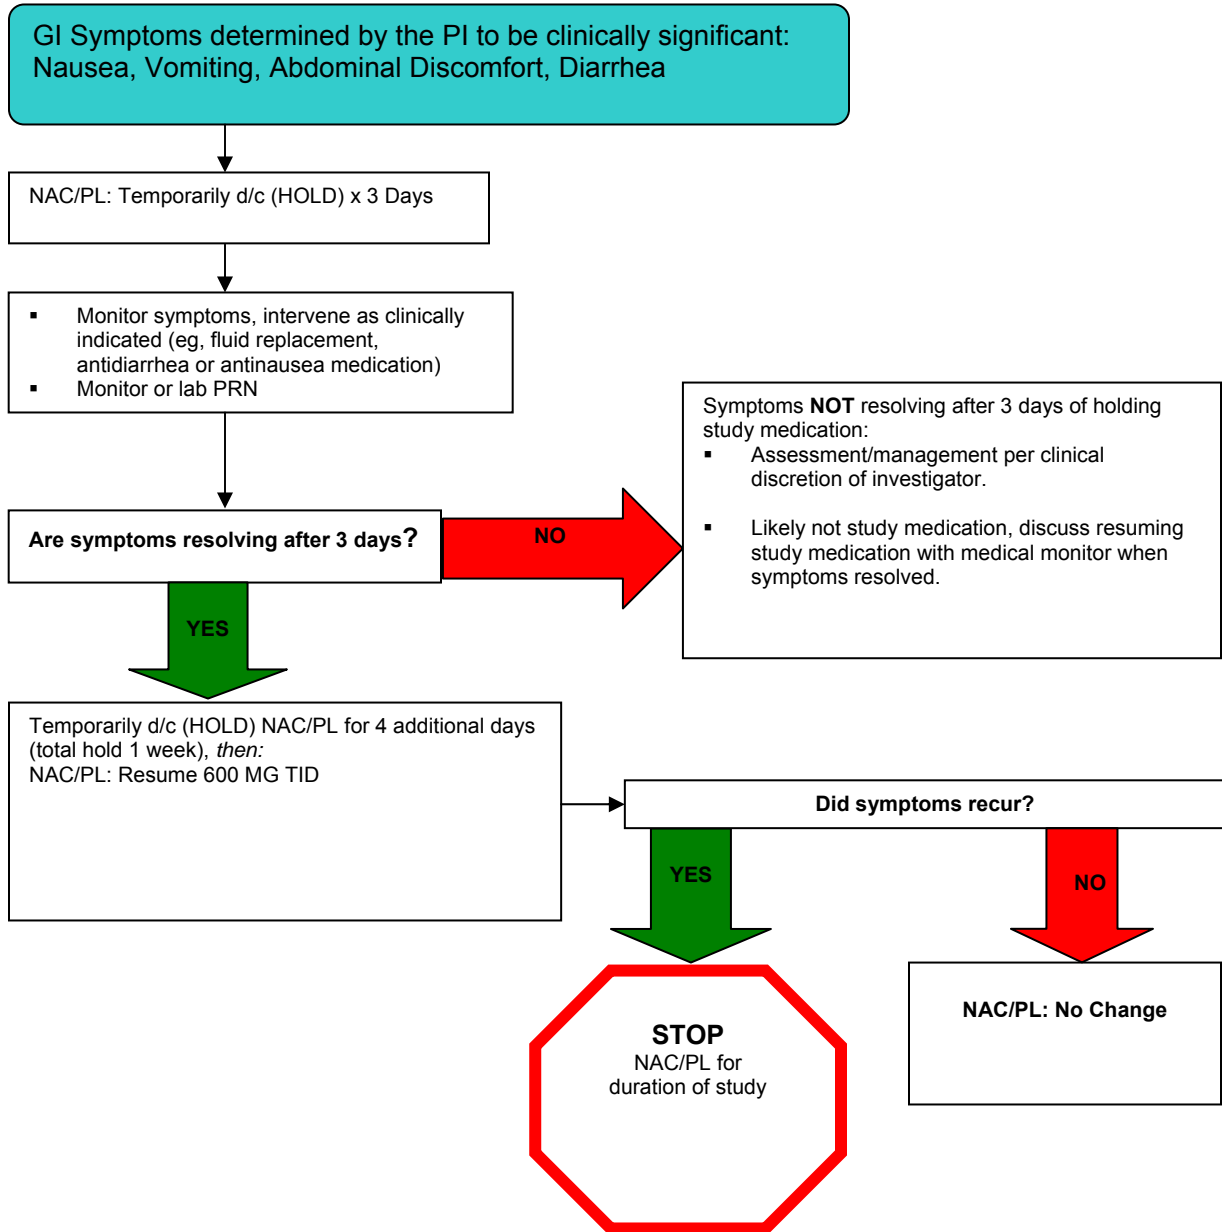 GI Symptoms determined by the PI to be clinically significant:
Nausea, Vomiting, Abdominal Discomfort, Diarrhea
NAC/PL: Temporarily d/c (HOLD) x 3 Days
▪ Monitor symptoms, intervene as clinically
indicated (eg, fluid replacement,
antidiarrhea or antinausea medication)
▪ Monitor or lab PRN
Symptoms NOT resolving after 3 days of holding
study medication:
▪ Assessment/management per clinical
discretion of investigator.
▪ Likely not study medication, discuss resuming
study medication with medical monitor when
symptoms resolved.
Are symptoms resolving after 3 days?
NO
YES
Temporarily d/c (HOLD) NAC/PL for 4 additional days
(total hold 1 week), then:
NAC/PL: Resume 600 MG TID
Did symptoms recur?
YES
NO
STOP
NAC/PL for
duration of study
NAC/PL: No Change